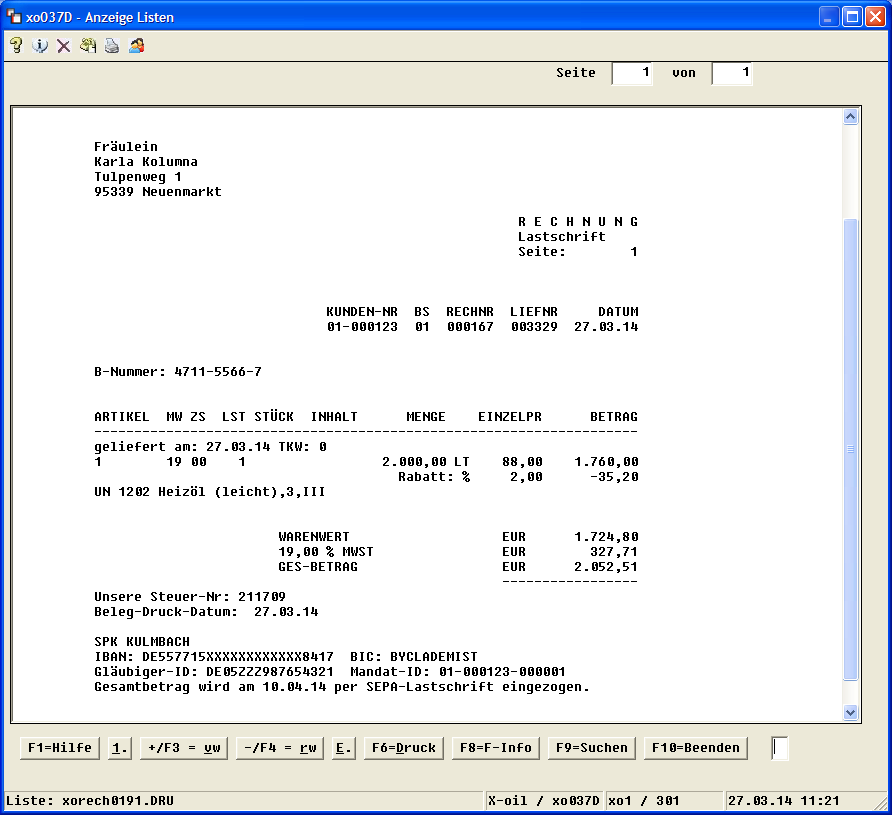 xo037D - Anzeige Listen
Seite 1 von 1
Fräulein
Karla Kolumna
Tulpenweg 1
95339 Neuenmarkt
R E C H N U N G
Lastschrift
Seite: 1
KUNDEN-NR BS RECHNR LIEFNR DATUM
01-000123 01 000167 003329 27.03.14
B-Nummer: 4711-5566-7
ARTIKEL MW ZS LST STÜCK INHALT MENGE EINZELPR BETRAG
--------------------------------------------------------------------
geliefert am: 27.03.14 TKW: 0
1 19 00 1 2.000,00 LT 88,00 1.760,00
Rabatt: % 2,00 -35,20
UN 1202 Heizöl (leicht),3,III
WARENWERT EUR 1.724,80
19,00 % MWST EUR 327,71
GES-BETRAG EUR 2.052,51
-----------------
Unsere Steuer-Nr: 211709
Beleg-Druck-Datum: 27.03.14
SPK KULMBACH
IBAN: DE557715XXXXXXXXXXXX8417 BIC: BYCLADEMIST
Gläubiger-ID: DE05ZZZ987654321 Mandat-ID: 01-000123-000001
Gesamtbetrag wird am 10.04.14 per SEPA-Lastschrift eingezogen.
F1=Hilfe 1. +/F3 = vw -/F4 = rw E. F6=Druck F8=F-Info F9=Suchen F10=Beenden
Liste: xorech0191.DRU X-oil / xo037D xo1 / 301 27.03.14 11:21